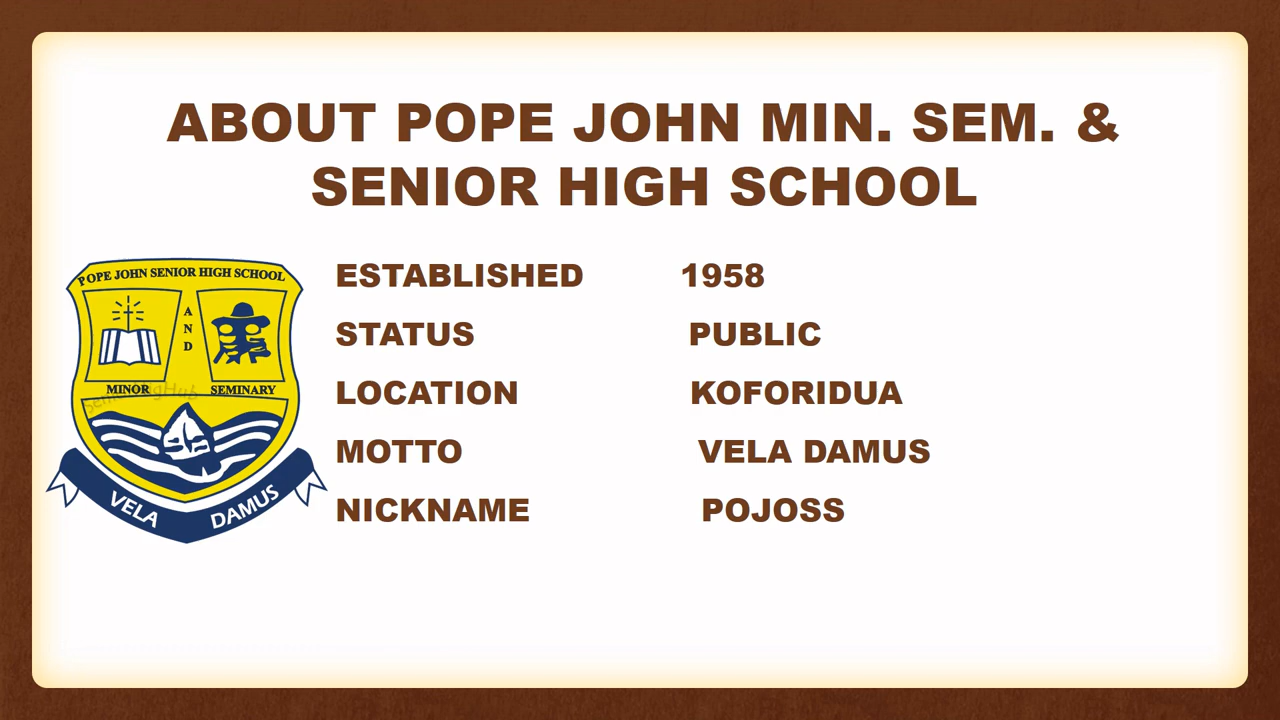 ABOUT POPE JOHN MIN. SEM. &
SENIOR HIGH SCHOOL
POPE JOHN SENIOR HIGH SCHOOL
AND
MINOR SEMINARY
VELA DAMUS
ESTABLISHED 1958
STATUS PUBLIC
LOCATION KOFORIDUA
MOTTO VELA DAMUS
NICKNAME POJOSS